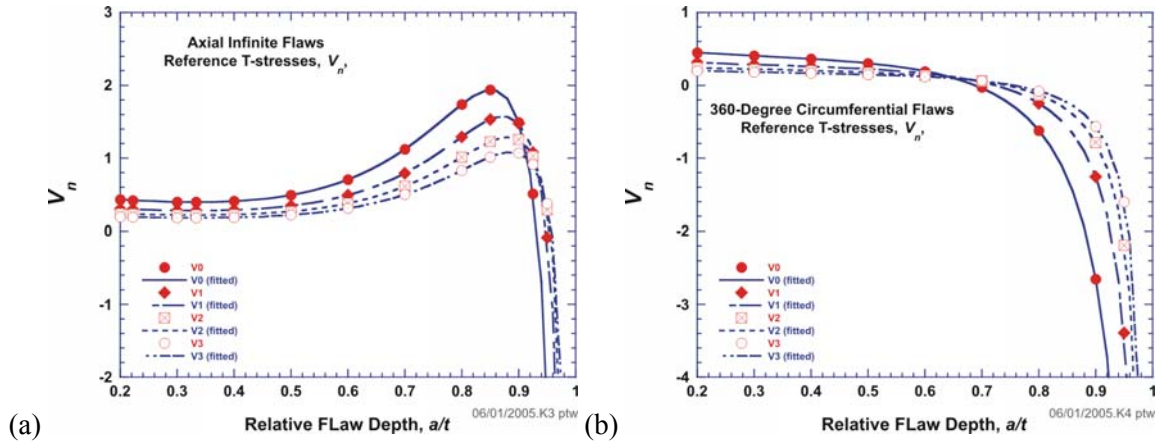 Axial Infinite Flaws
Reference T-stresses, Vn,
Vn
3
2
1
0
-1
-2
V0
V0 (fitted)
V1
V1 (fitted)
V2
V2 (fitted)
V3
V3 (fitted)
0.2 0.3 0.4 0.5 0.6 0.7 0.8 0.9 1
Relative FLaw Depth, a/t
06/01/2005.K3 ptw
(a)
360-Degree Circumferential Flaws
Reference T-stresses, Vn,
Vn
1
0
-1
-2
-3
-4
V0
V0 (fitted)
V1
V1 (fitted)
V2
V2 (fitted)
V3
V3 (fitted)
0.2 0.3 0.4 0.5 0.6 0.7 0.8 0.9 1
Relative FLaw Depth, a/t
06/01/2005.K4 ptw
(b)